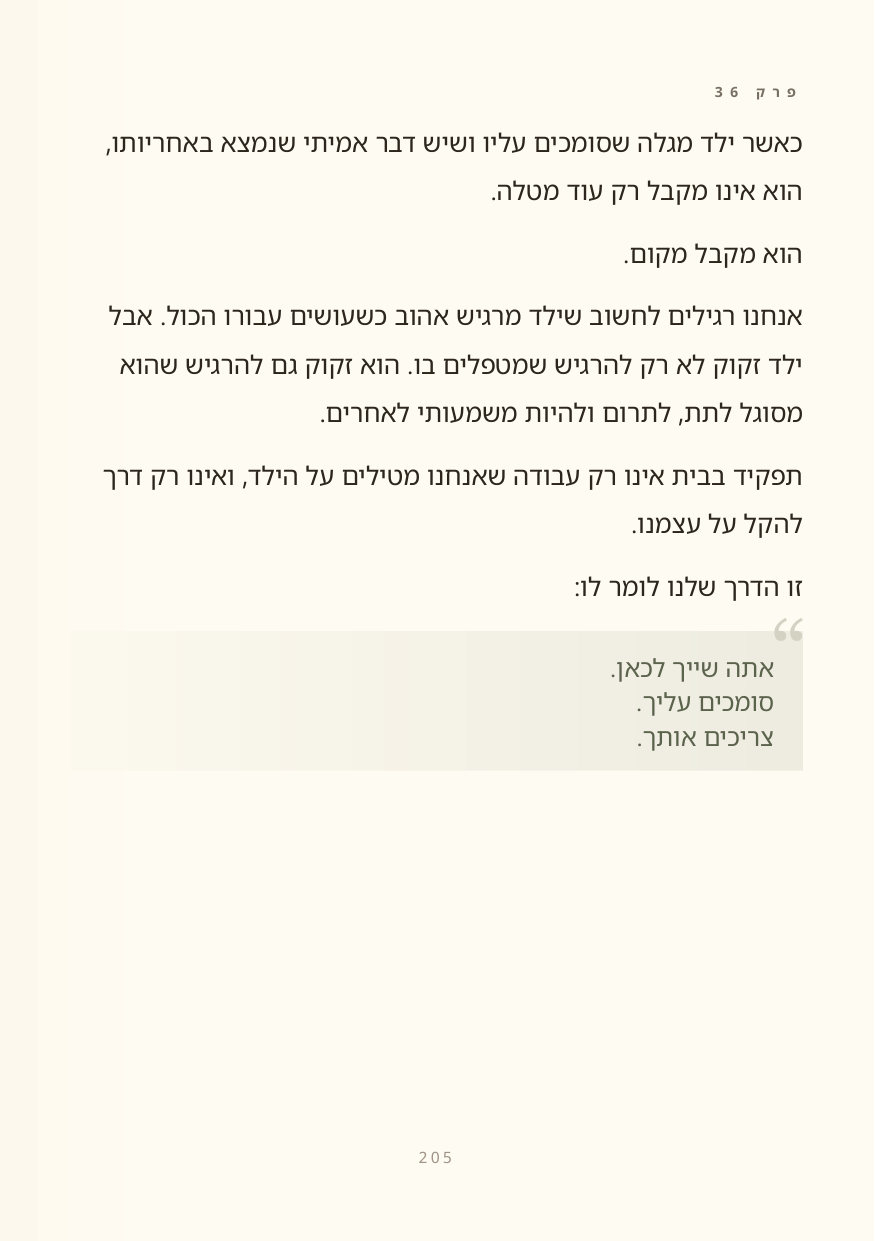 פרק 36
כאשר ילד מגלה שסומכים עליו ושיש דבר אמיתי שנמצא באחריותו,
הוא אינו מקבל רק עוד מטלה.
הוא מקבל מקום.
אנחנו רגילים לחשוב שילד מרגיש אהוב כשעושים עבורו הכול. אבל
ילד זקוק לא רק להרגיש שמטפלים בו. הוא זקוק גם להרגיש שהוא
מסוגל לתת, לתרום ולהיות משמעותי לאחרים.
תפקיד בבית אינו רק עבודה שאנחנו מטילים על הילד, ואינו רק דרך
להקל על עצמנו.
זו הדרך שלנו לומר לו:
“
אתה שייך לכאן.
סומכים עליך.
צריכים אותך.
205